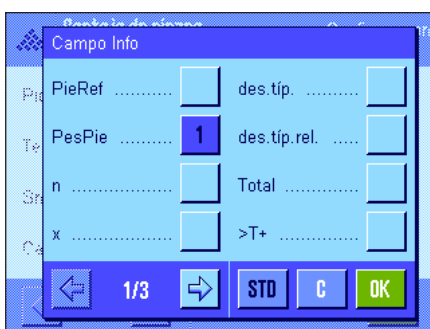 Campo Info
PieRef .......... des.típ. ..........
PesPie .......... 1 des.típ.rel. .....
n .................... Total ...............
x .................... >T+ ...............
1/3 STD C OK